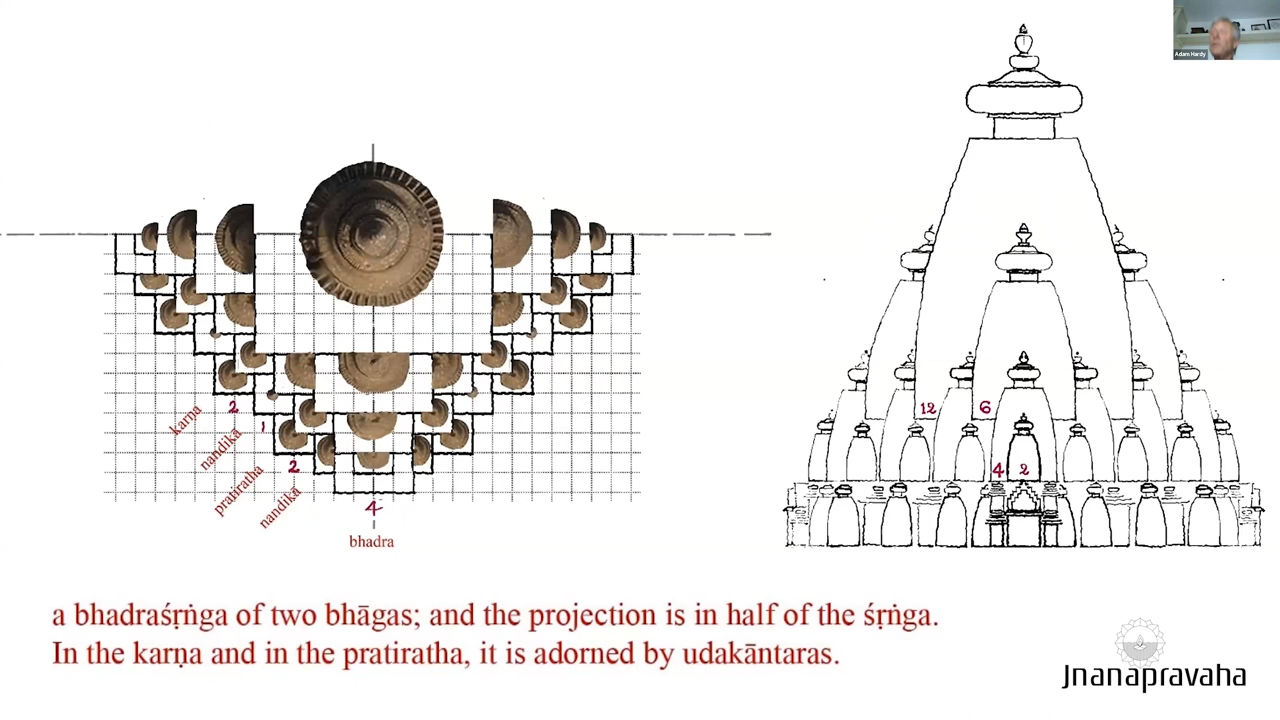 Adam Hardy
karṇa
2
nandikā
1
pratiratha
2
nandikā
4
bhadra
12
6
4
2
a bhadraśṛṅga of two bhāgas; and the projection is in half of the śṛṅga.
In the karṇa and in the pratiratha, it is adorned by udakāntaras.
Jnanapravaha